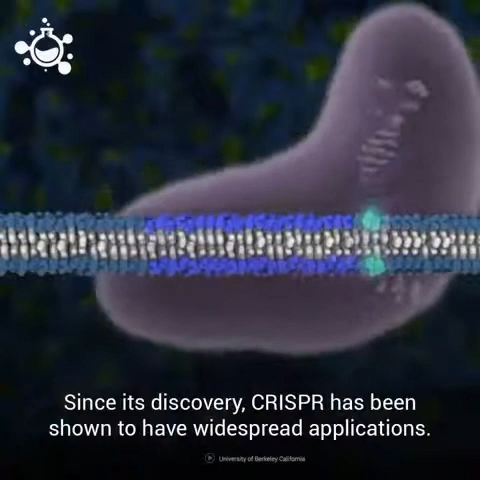 Since its discovery, CRISPR has been
shown to have widespread applications.
University of Berkeley California